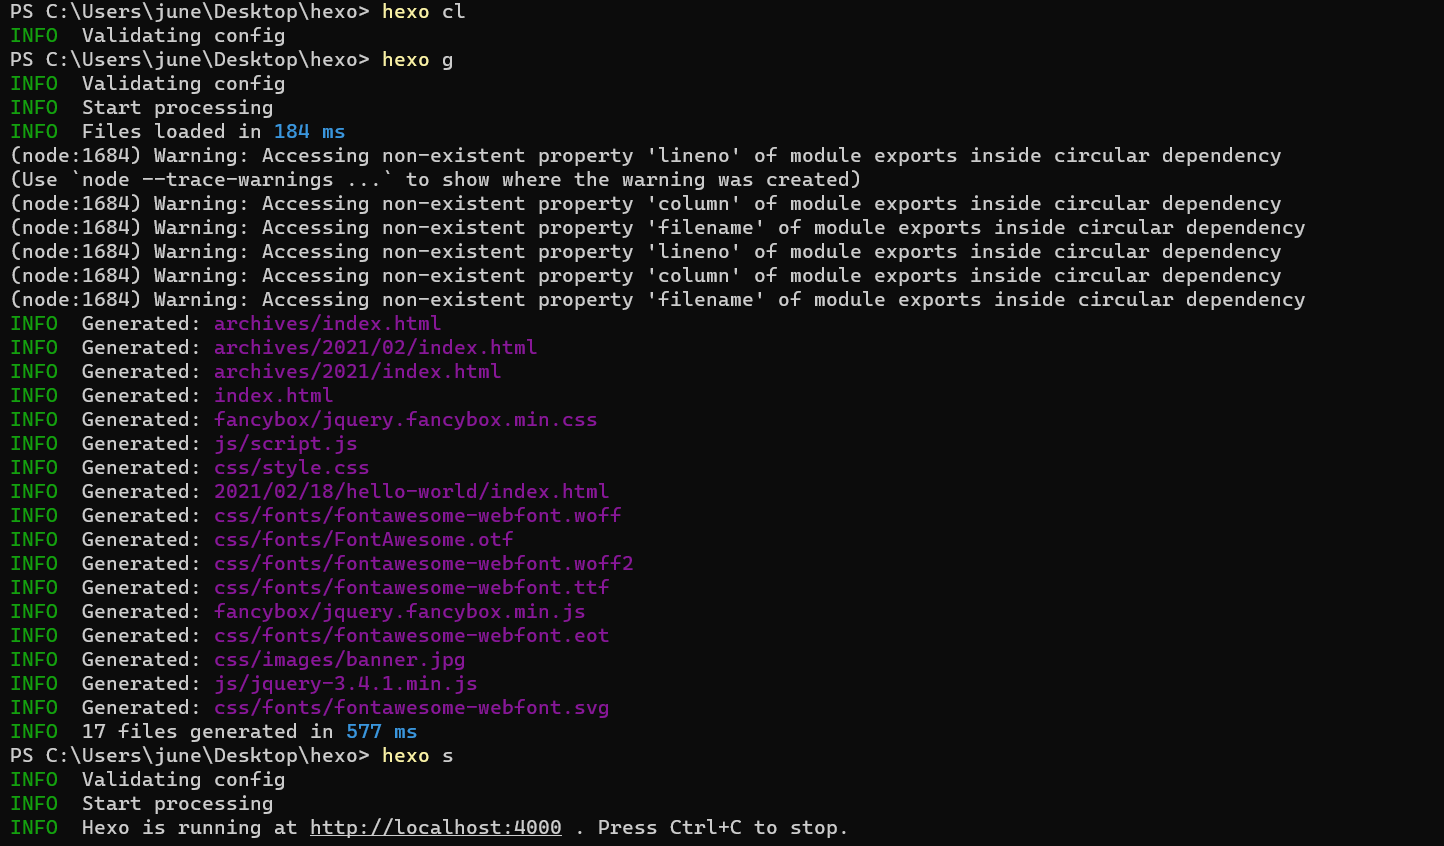 PS C:\Users\june\Desktop\hexo> hexo cl
INFO  Validating config
PS C:\Users\june\Desktop\hexo> hexo g
INFO  Validating config
INFO  Start processing
INFO  Files loaded in 184 ms
(node:1684) Warning: Accessing non-existent property 'lineno' of module exports inside circular dependency
(Use `node --trace-warnings ...` to show where the warning was created)
(node:1684) Warning: Accessing non-existent property 'column' of module exports inside circular dependency
(node:1684) Warning: Accessing non-existent property 'filename' of module exports inside circular dependency
(node:1684) Warning: Accessing non-existent property 'lineno' of module exports inside circular dependency
(node:1684) Warning: Accessing non-existent property 'column' of module exports inside circular dependency
(node:1684) Warning: Accessing non-existent property 'filename' of module exports inside circular dependency
INFO  Generated: archives/index.html
INFO  Generated: archives/2021/02/index.html
INFO  Generated: archives/2021/index.html
INFO  Generated: index.html
INFO  Generated: fancybox/jquery.fancybox.min.css
INFO  Generated: js/script.js
INFO  Generated: css/style.css
INFO  Generated: 2021/02/18/hello-world/index.html
INFO  Generated: css/fonts/fontawesome-webfont.woff
INFO  Generated: css/fonts/FontAwesome.otf
INFO  Generated: css/fonts/fontawesome-webfont.woff2
INFO  Generated: css/fonts/fontawesome-webfont.ttf
INFO  Generated: fancybox/jquery.fancybox.min.js
INFO  Generated: css/fonts/fontawesome-webfont.eot
INFO  Generated: css/images/banner.jpg
INFO  Generated: js/jquery-3.4.1.min.js
INFO  Generated: css/fonts/fontawesome-webfont.svg
INFO  17 files generated in 577 ms
PS C:\Users\june\Desktop\hexo> hexo s
INFO  Validating config
INFO  Start processing
INFO  Hexo is running at http://localhost:4000 . Press Ctrl+C to stop.